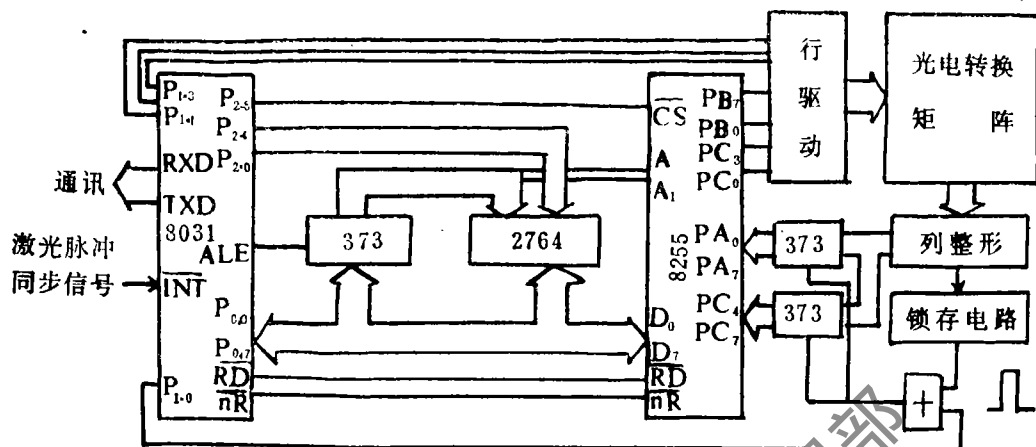 通讯
激光脉冲
同步信号
P1·3
P1·1
RXD
TXD
8031
ALE
INT
P0,0
P0,7
RD
nR
P1·0
P2·5
P2·4
P2·0
373
2764
CS
A
A1
8255
D0
D7
RD
nR
PB7
PB0
PC3
PC0
PA0
PA7
PC4
PC7
行
驱
动
光电转换
矩 阵
373
373
列整形
锁存电路
+
部